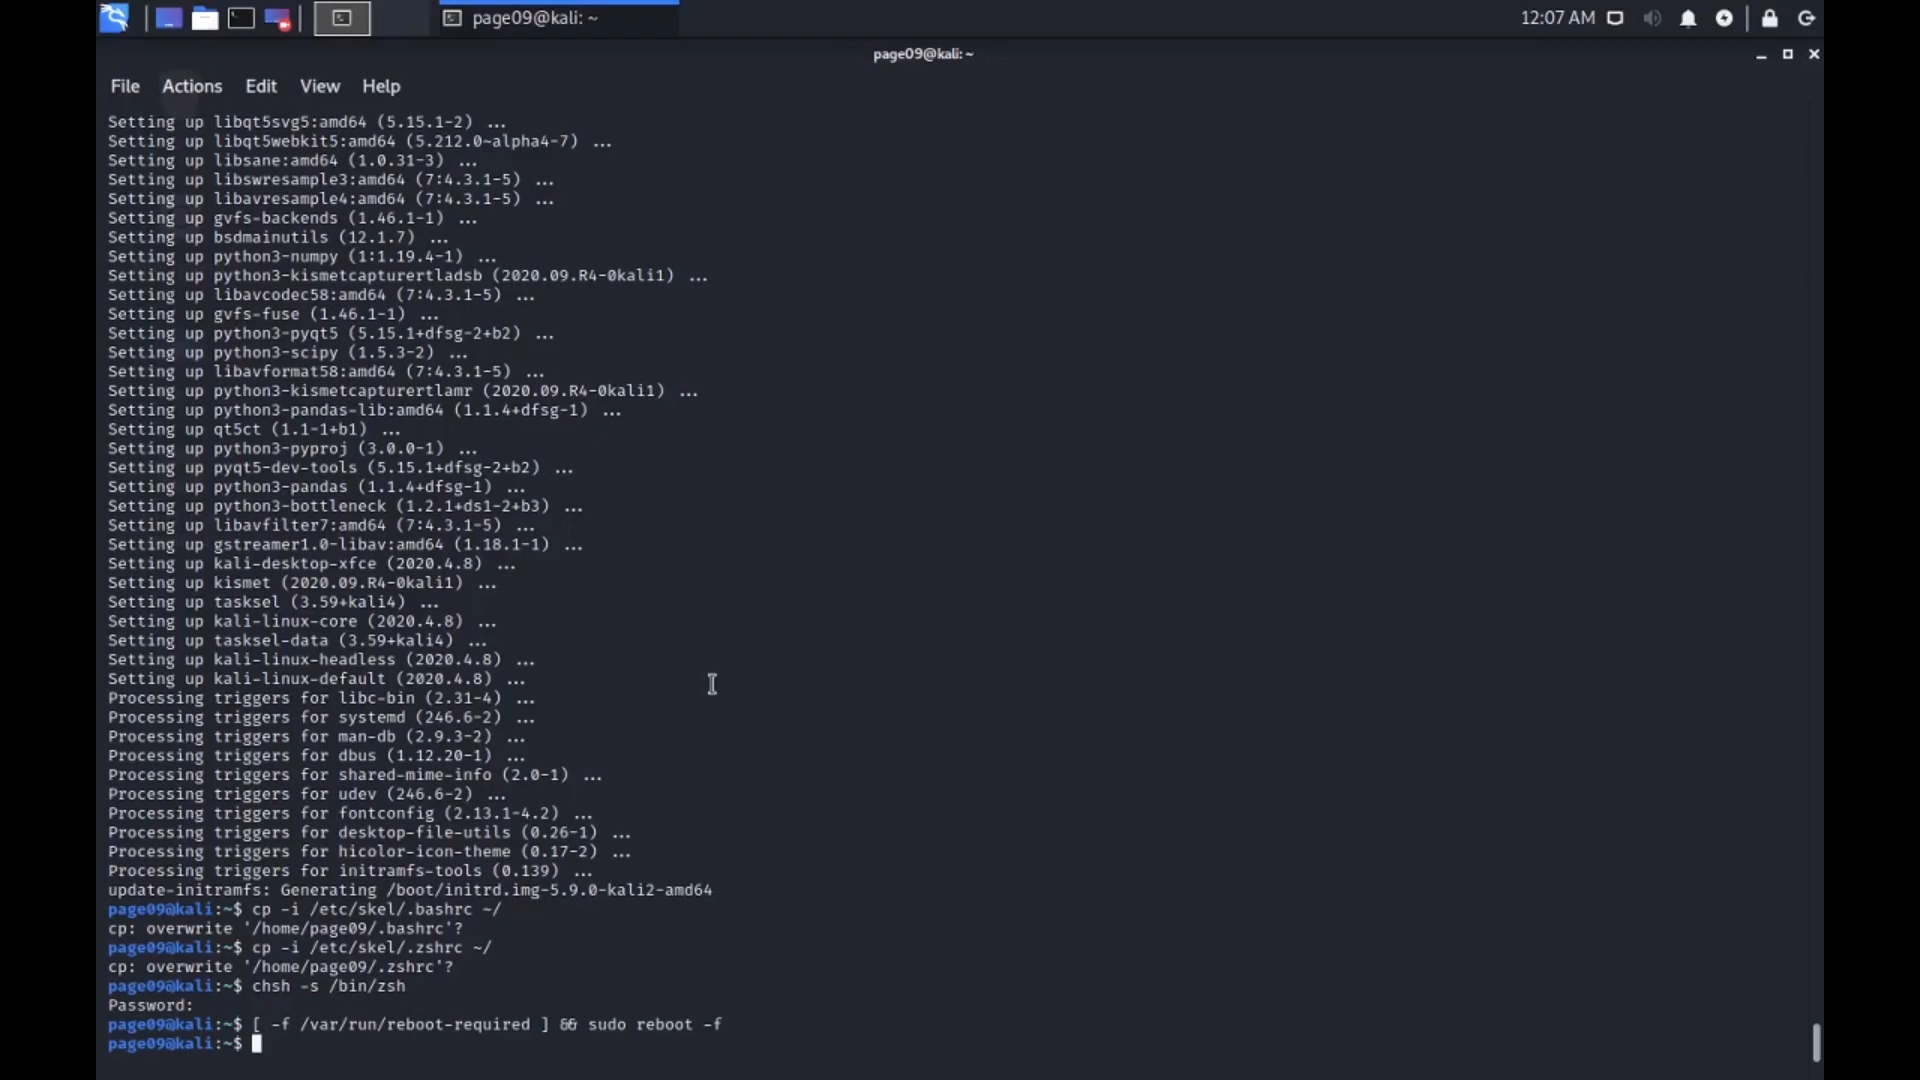 page09@kali: ~
12:07 AM
page09@kali: ~
File Actions Edit View Help
Setting up libqt5svg5:amd64 (5.15.1-2) ...
Setting up libqt5webkit5:amd64 (5.212.0~alpha4-7) ...
Setting up libsane:amd64 (1.0.31-3) ...
Setting up libswresample3:amd64 (7:4.3.1-5) ...
Setting up libavresample4:amd64 (7:4.3.1-5) ...
Setting up gvfs-backends (1.46.1-1) ...
Setting up bsdmainutils (12.1.7) ...
Setting up python3-numpy (1:1.19.4-1) ...
Setting up python3-kismetcapturertladsb (2020.09.R4-0kali1) ...
Setting up libavcodec58:amd64 (7:4.3.1-5) ...
Setting up gvfs-fuse (1.46.1-1) ...
Setting up python3-pyqt5 (5.15.1+dfsg-2+b2) ...
Setting up python3-scipy (1.5.3-2) ...
Setting up libavformat58:amd64 (7:4.3.1-5) ...
Setting up python3-kismetcapturertlamr (2020.09.R4-0kali1) ...
Setting up python3-pandas-lib:amd64 (1.1.4+dfsg-1) ...
Setting up qt5ct (1.1-1+b1) ...
Setting up python3-pyproj (3.0.0-1) ...
Setting up pyqt5-dev-tools (5.15.1+dfsg-2+b2) ...
Setting up python3-pandas (1.1.4+dfsg-1) ...
Setting up python3-bottleneck (1.2.1+ds1-2+b3) ...
Setting up libavfilter7:amd64 (7:4.3.1-5) ...
Setting up gstreamer1.0-libav:amd64 (1.18.1-1) ...
Setting up kali-desktop-xfce (2020.4.8) ...
Setting up kismet (2020.09.R4-0kali1) ...
Setting up tasksel (3.59+kali4) ...
Setting up kali-linux-core (2020.4.8) ...
Setting up tasksel-data (3.59+kali4) ...
Setting up kali-linux-headless (2020.4.8) ...
Setting up kali-linux-default (2020.4.8) ...
Processing triggers for libc-bin (2.31-4) ...
Processing triggers for systemd (246.6-2) ...
Processing triggers for man-db (2.9.3-2) ...
Processing triggers for dbus (1.12.20-1) ...
Processing triggers for shared-mime-info (2.0-1) ...
Processing triggers for udev (246.6-2) ...
Processing triggers for fontconfig (2.13.1-4.2) ...
Processing triggers for desktop-file-utils (0.26-1) ...
Processing triggers for hicolor-icon-theme (0.17-2) ...
Processing triggers for initramfs-tools (0.139) ...
update-initramfs: Generating /boot/initrd.img-5.9.0-kali2-amd64
page09@kali:~$ cp -i /etc/skel/.bashrc ~/
cp: overwrite '/home/page09/.bashrc'?
page09@kali:~$ cp -i /etc/skel/.zshrc ~/
cp: overwrite '/home/page09/.zshrc'?
page09@kali:~$ chsh -s /bin/zsh
Password:
page09@kali:~$ [ -f /var/run/reboot-required ] && sudo reboot -f
page09@kali:~$